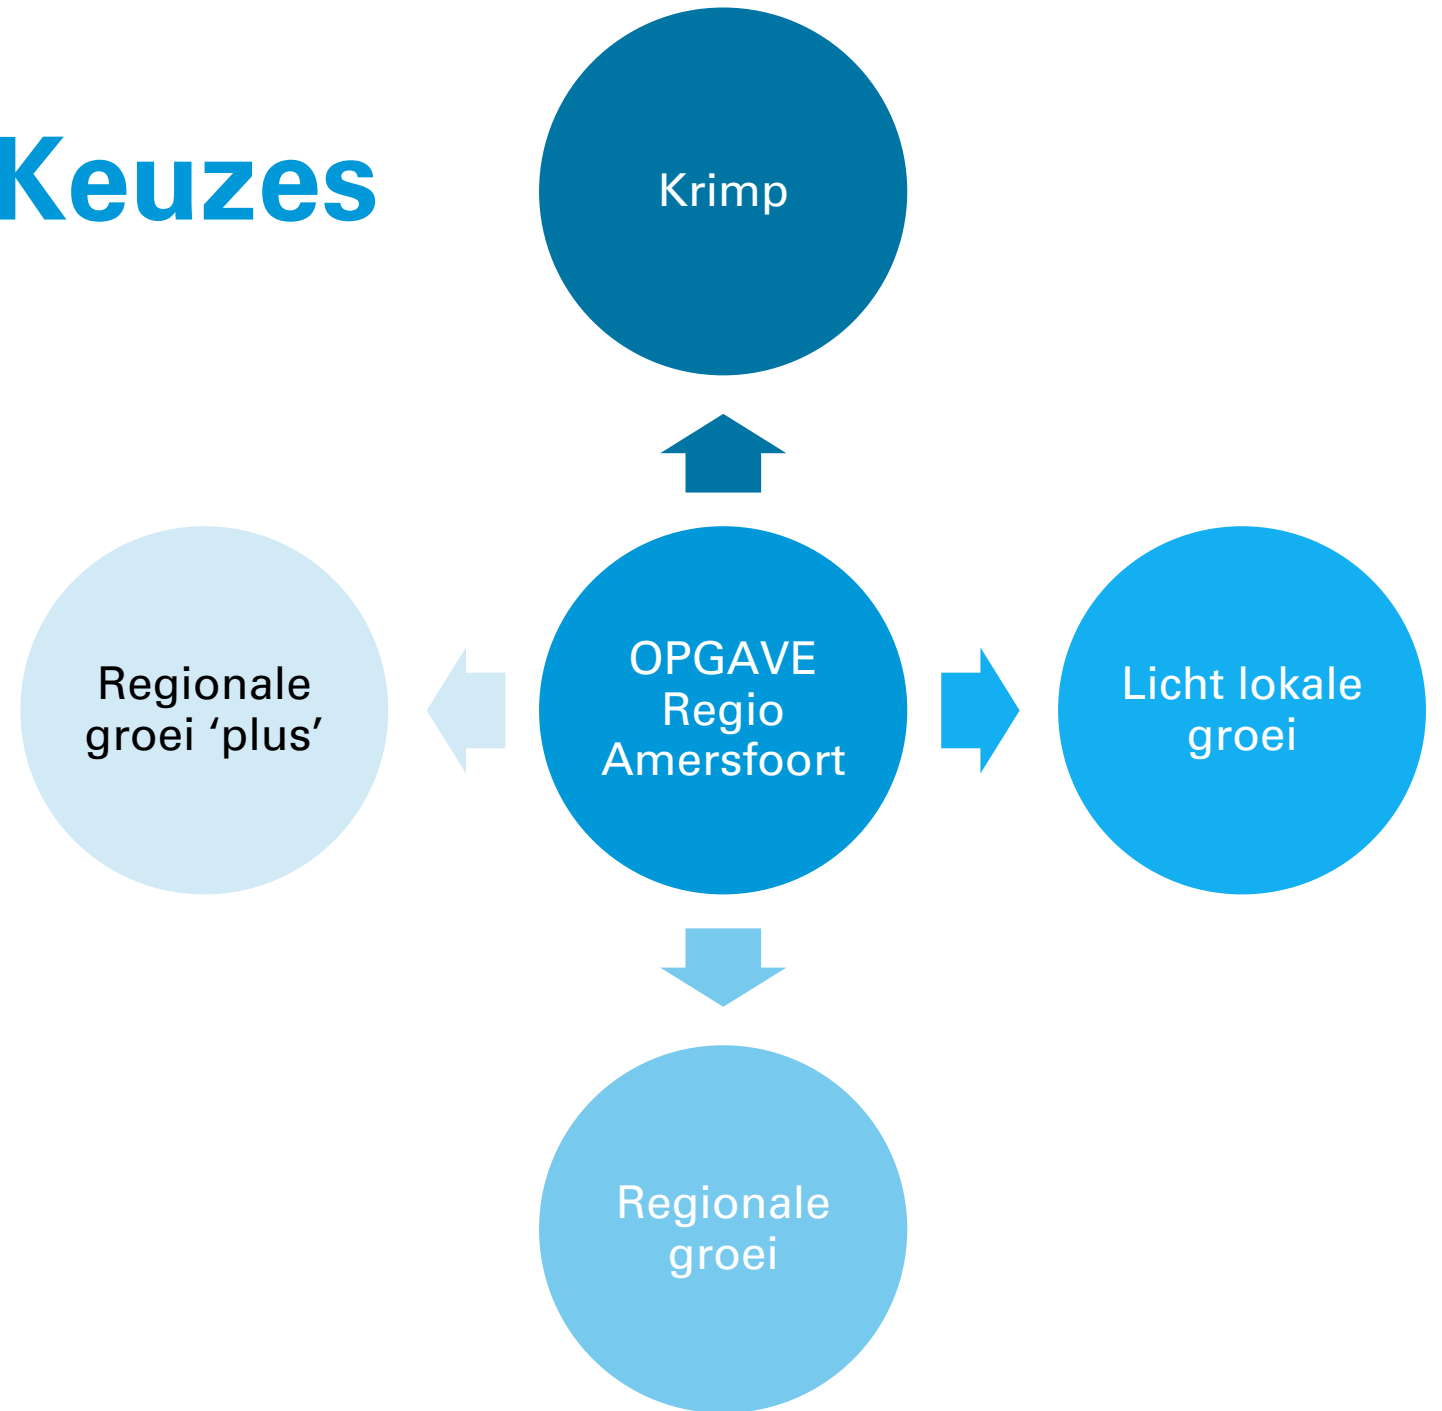 Keuzes
Krimp
Regionale
groei ‘plus’
OPGAVE
Regio
Amersfoort
Licht lokale
groei
Regionale
groei